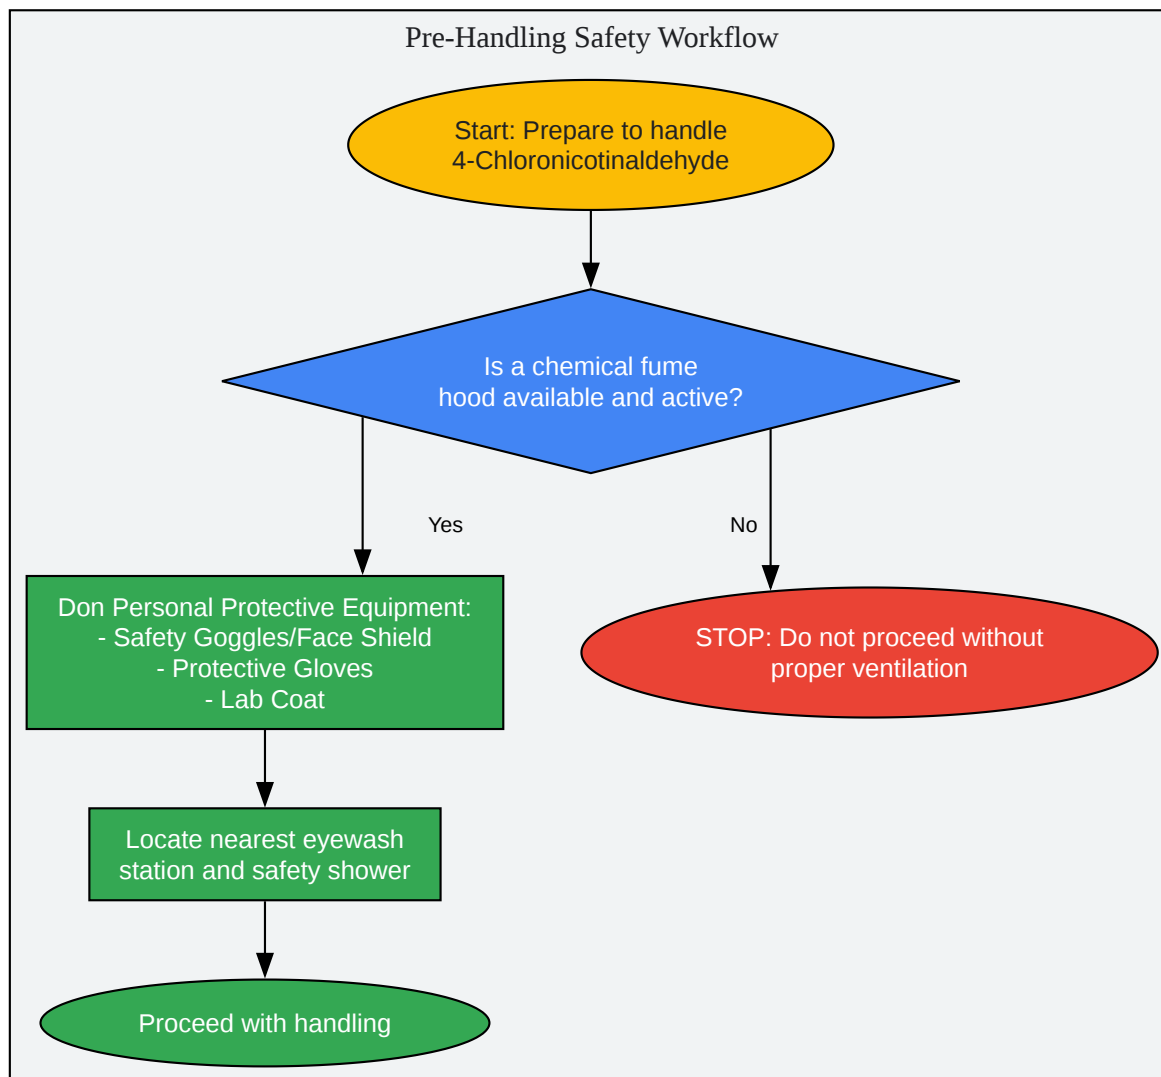 Pre-Handling Safety Workflow
Start: Prepare to handle
4-Chloronicotinaldehyde
Is a chemical fume
hood available and active?
Yes
No
Don Personal Protective Equipment:
- Safety Goggles/Face Shield
- Protective Gloves
- Lab Coat
STOP: Do not proceed without
proper ventilation
Locate nearest eyewash
station and safety shower
Proceed with handling